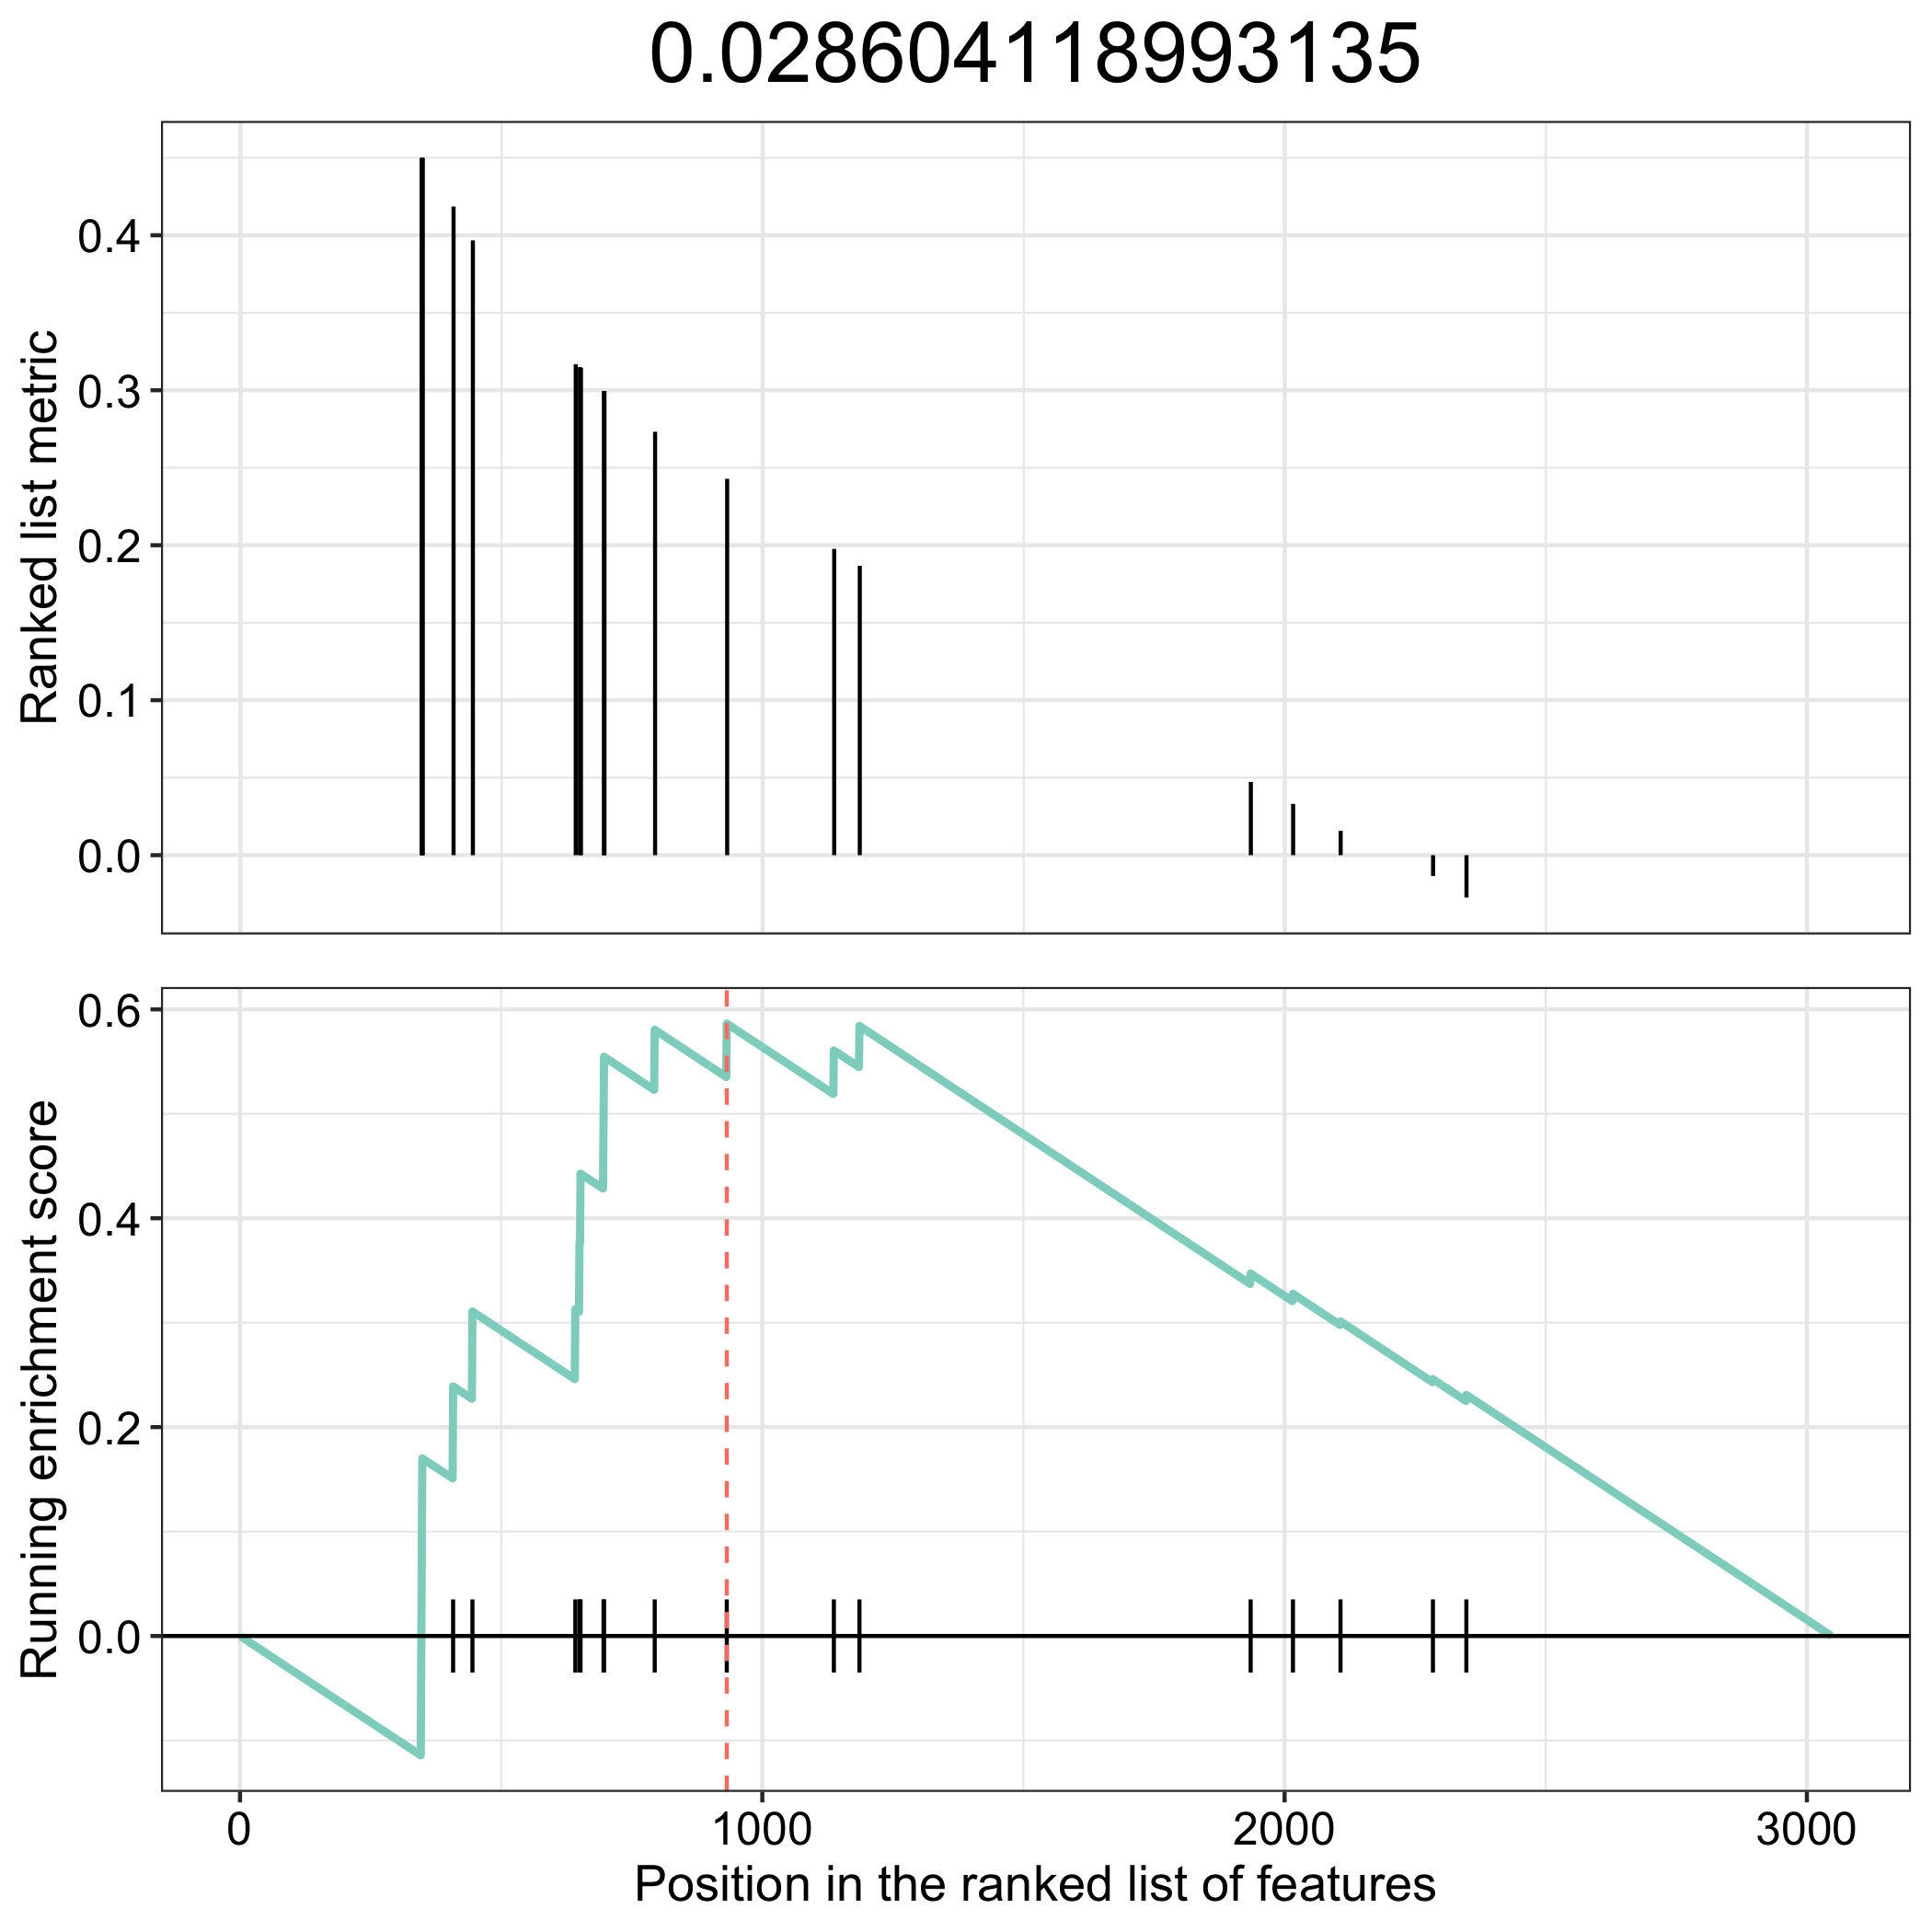 0.028604118993135
Ranked list metric
0.4
0.3
0.2
0.1
0.0
Running enrichment score
0.6
0.4
0.2
0.0
0 1000 2000 3000
Position in the ranked list of features